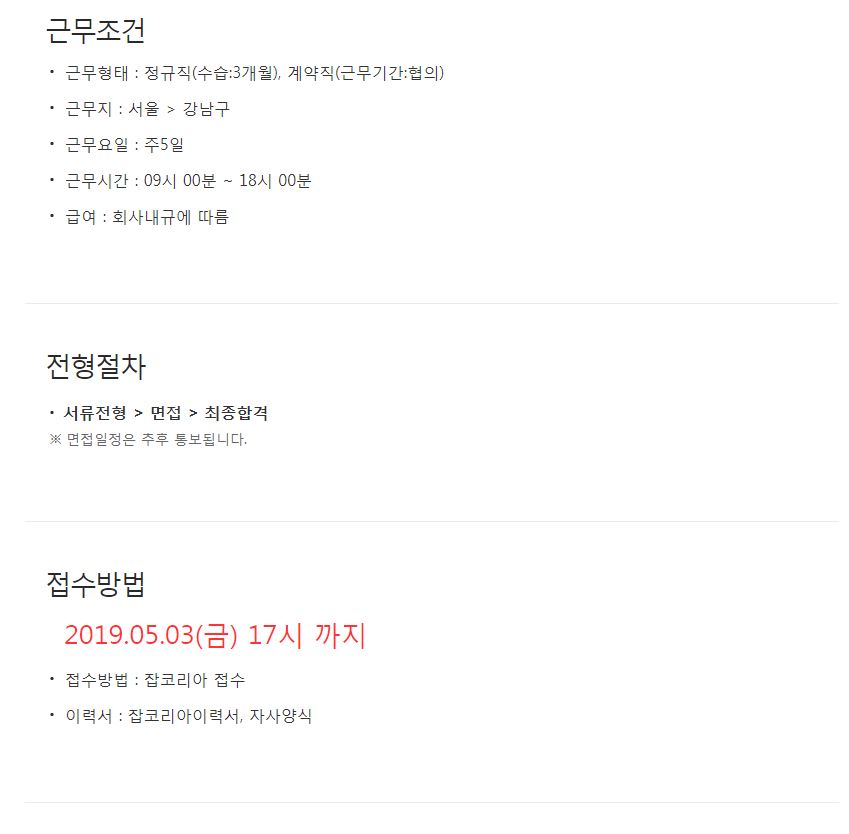 근무조건
· 근무형태 : 정규직(수습:3개월), 계약직(근무기간:협의)
· 근무지 : 서울 > 강남구
· 근무요일 : 주5일
· 근무시간 : 09시 00분 ~ 18시 00분
· 급여 : 회사내규에 따름
전형절차
· 서류전형 > 면접 > 최종합격
※ 면접일정은 추후 통보됩니다.
접수방법
2019.05.03(금) 17시 까지
· 접수방법 : 잡코리아 접수
· 이력서 : 잡코리아이력서, 자사양식